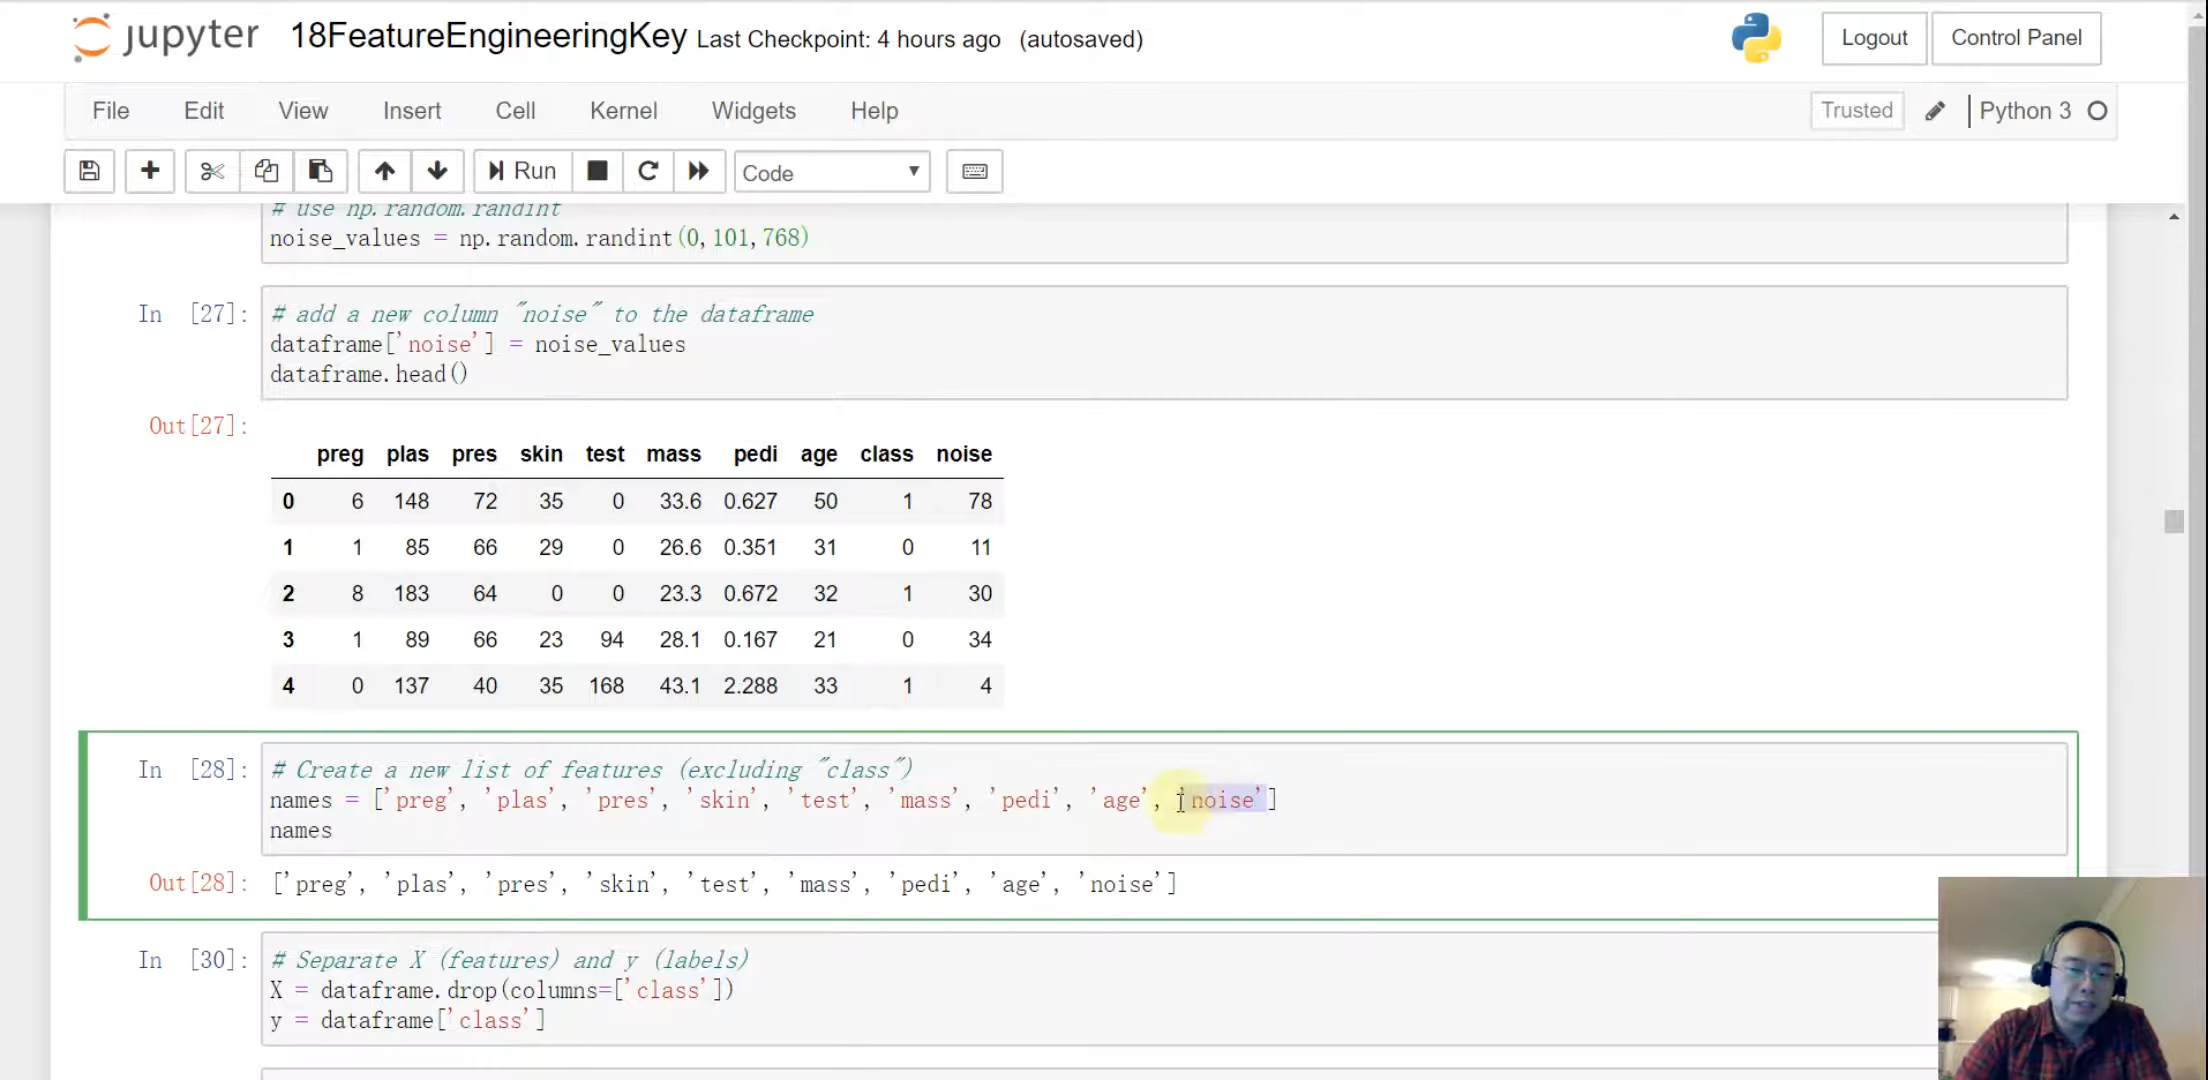 jupyter 18FeatureEngineeringKey Last Checkpoint: 4 hours ago (autosaved) Logout Control Panel
File Edit View Insert Cell Kernel Widgets Help Trusted Python 3
Run Code
# use np.random.randint
noise_values = np.random.randint(0,101,768)
In [27]: # add a new column "noise" to the dataframe
dataframe['noise'] = noise_values
dataframe.head()
Out[27]:
preg plas pres skin test mass pedi age class noise
0 6 148 72 35 0 33.6 0.627 50 1 78
1 1 85 66 29 0 26.6 0.351 31 0 11
2 8 183 64 0 0 23.3 0.672 32 1 30
3 1 89 66 23 94 28.1 0.167 21 0 34
4 0 137 40 35 168 43.1 2.288 33 1 4
In [28]: # Create a new list of features (excluding "class")
names = ['preg', 'plas', 'pres', 'skin', 'test', 'mass', 'pedi', 'age', 'noise']
names
Out[28]: ['preg', 'plas', 'pres', 'skin', 'test', 'mass', 'pedi', 'age', 'noise']
In [30]: # Separate X (features) and y (labels)
X = dataframe.drop(columns=['class'])
y = dataframe['class']